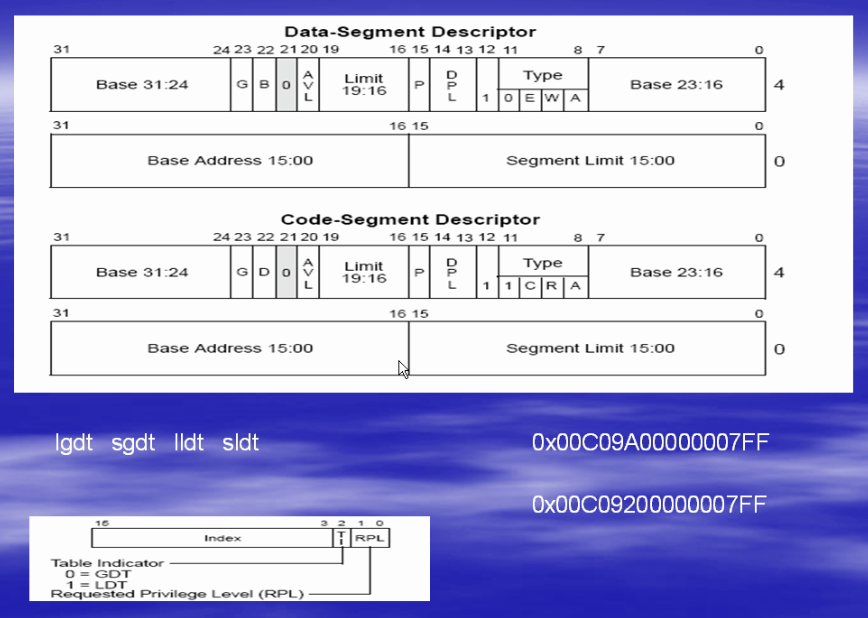 Data-Segment Descriptor
31 24 23 22 21 20 19 16 15 14 13 12 11 8 7 0
Base 31:24 G B 0 AVL Limit 19:16 P DPL 1 Type 0 E W A Base 23:16 4
31 16 15 0
Base Address 15:00 Segment Limit 15:00 0
Code-Segment Descriptor
31 24 23 22 21 20 19 16 15 14 13 12 11 8 7 0
Base 31:24 G D 0 AVL Limit 19:16 P DPL 1 Type 1 C R A Base 23:16 4
31 16 15 0
Base Address 15:00 Segment Limit 15:00 0
lgdt sgdt lldt sldt 0x00C09A00000007FF
0x00C09200000007FF
15 3 2 1 0
Index TI RPL
Table Indicator
0 = GDT
1 = LDT
Requested Privilege Level (RPL)